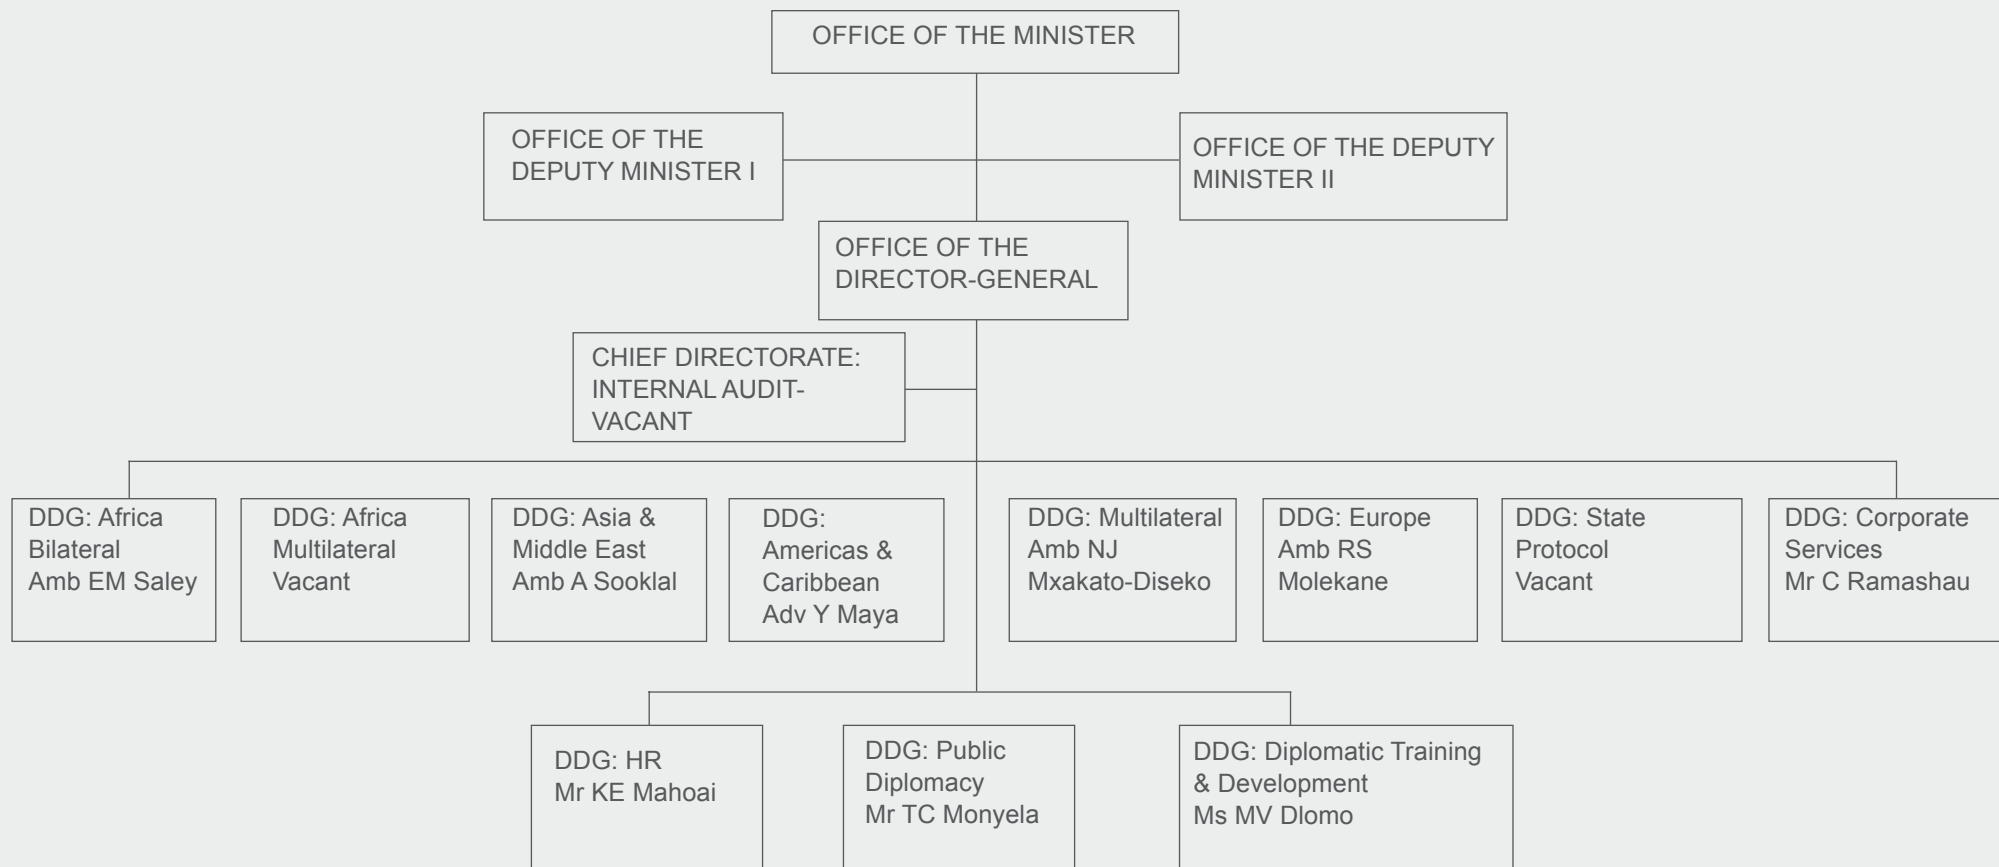 OFFICE OF THE MINISTER
OFFICE OF THE
DEPUTY MINISTER I
OFFICE OF THE DEPUTY
MINISTER II
OFFICE OF THE
DIRECTOR-GENERAL
CHIEF DIRECTORATE:
INTERNAL AUDIT-
VACANT
DDG: Africa
Bilateral
Amb EM Saley
DDG: Africa
Multilateral
Vacant
DDG: Asia &
Middle East
Amb A Sooklal
DDG:
Americas &
Caribbean
Adv Y Maya
DDG: Multilateral
Amb NJ
Mxakato-Diseko
DDG: Europe
Amb RS
Molekane
DDG: State
Protocol
Vacant
DDG: Corporate
Services
Mr C Ramashau
DDG: HR
Mr KE Mahoai
DDG: Public
Diplomacy
Mr TC Monyela
DDG: Diplomatic Training
& Development
Ms MV Dlomo